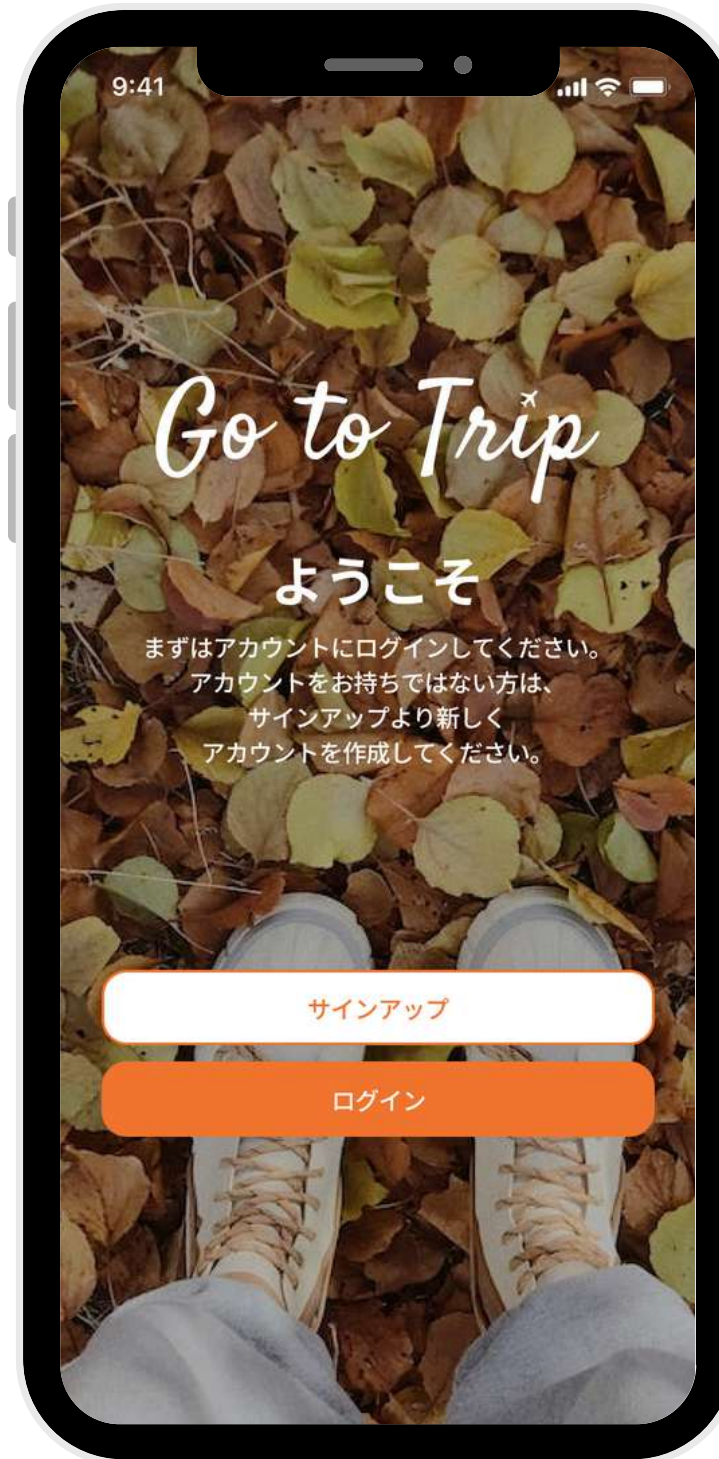 9:41
Go to Trip
ようこそ
まずはアカウントにログインしてください。
アカウントをお持ちではない方は、
サインアップより新しく
アカウントを作成してください。
サインアップ
ログイン